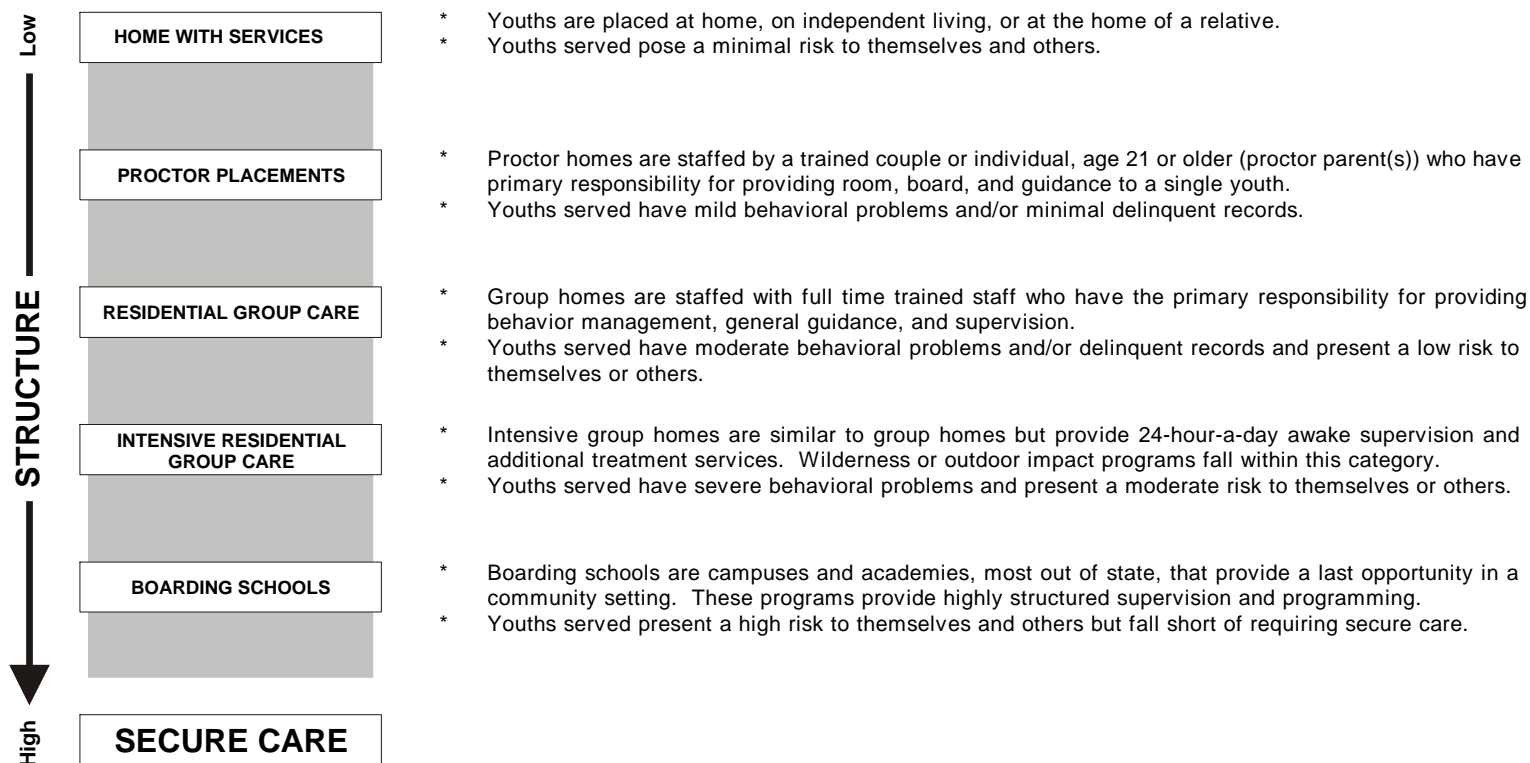 Low
STRUCTURE
High
HOME WITH SERVICES
* Youths are placed at home, on independent living, or at the home of a relative.
* Youths served pose a minimal risk to themselves and others.
PROCTOR PLACEMENTS
* Proctor homes are staffed by a trained couple or individual, age 21 or older (proctor parent(s)) who have
primary responsibility for providing room, board, and guidance to a single youth.
* Youths served have mild behavioral problems and/or minimal delinquent records.
RESIDENTIAL GROUP CARE
* Group homes are staffed with full time trained staff who have the primary responsibility for providing
behavior management, general guidance, and supervision.
* Youths served have moderate behavioral problems and/or delinquent records and present a low risk to
themselves or others.
INTENSIVE RESIDENTIAL
GROUP CARE
* Intensive group homes are similar to group homes but provide 24-hour-a-day awake supervision and
additional treatment services. Wilderness or outdoor impact programs fall within this category.
* Youths served have severe behavioral problems and present a moderate risk to themselves or others.
BOARDING SCHOOLS
* Boarding schools are campuses and academies, most out of state, that provide a last opportunity in a
community setting. These programs provide highly structured supervision and programming.
* Youths served present a high risk to themselves and others but fall short of requiring secure care.
SECURE CARE